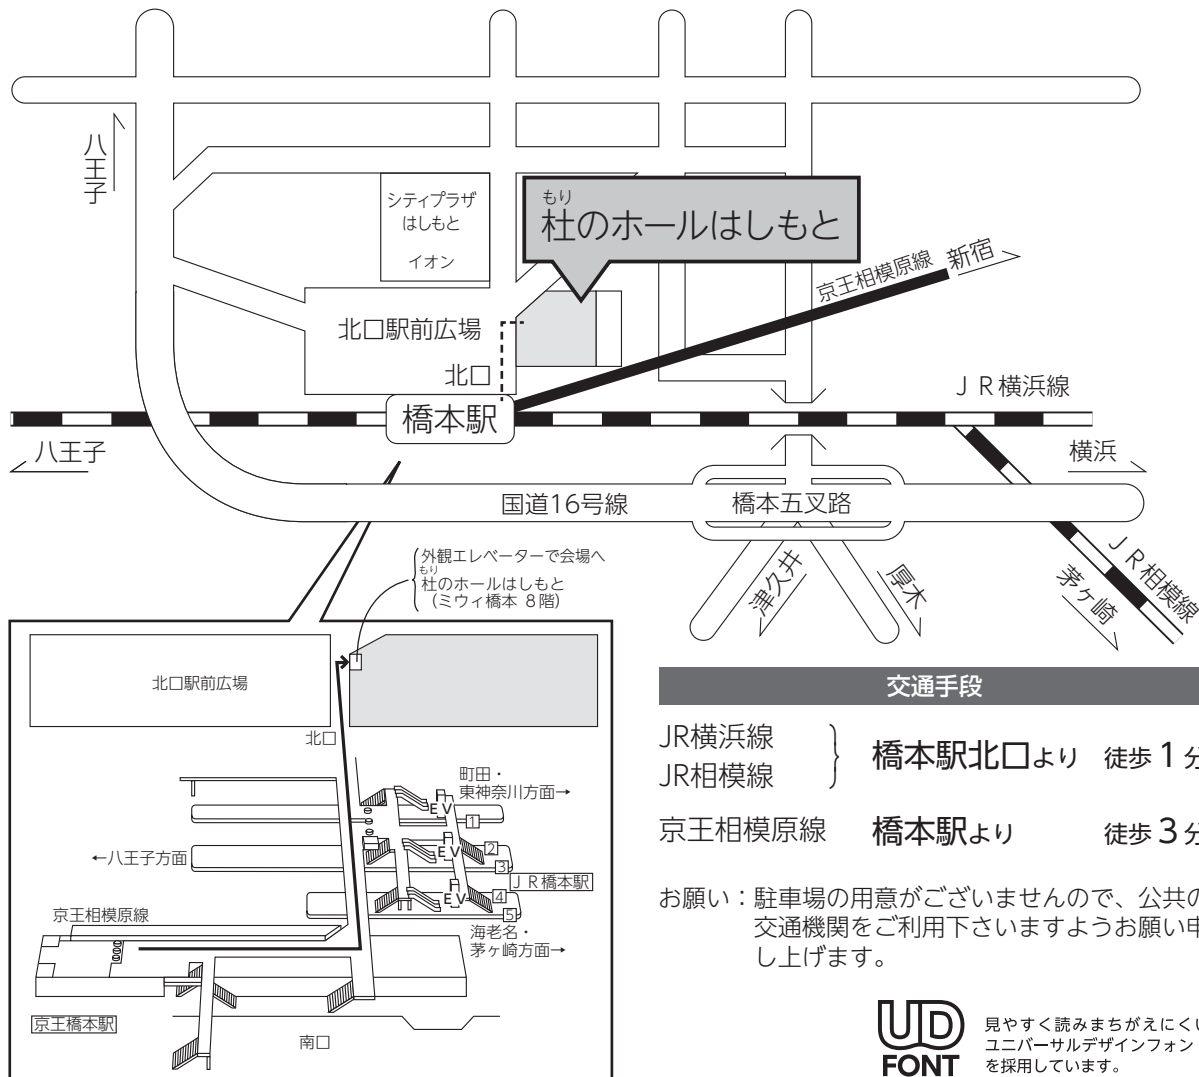 八王子
シティプラザ
はしもと
イオン
もり
杜のホールはしもと
京王相模原線
新宿
北口駅前広場
北口
橋本駅
ＪＲ横浜線
八王子
横浜
国道16号線
橋本五叉路
津久井
厚木
茅ヶ崎
ＪＲ相模線
外観エレベーターで会場へ
もり
杜のホールはしもと
(ミウィ橋本 8階)
北口駅前広場
北口
町田・
東神奈川方面→
EV
1
←八王子方面
EV
2
3
ＪＲ橋本駅
EV
4
5
京王相模原線
海老名・
茅ヶ崎方面→
京王橋本駅
南口
交通手段
JR横浜線
JR相模線
橋本駅北口より 徒歩1分
京王相模原線 橋本駅より 徒歩3分
お願い：駐車場の用意がございませんので、公共の
交通機関をご利用下さいますようお願い申
し上げます。
UD
FONT
見やすく読みまちがえにくい
ユニバーサルデザインフォント
を採用しています。